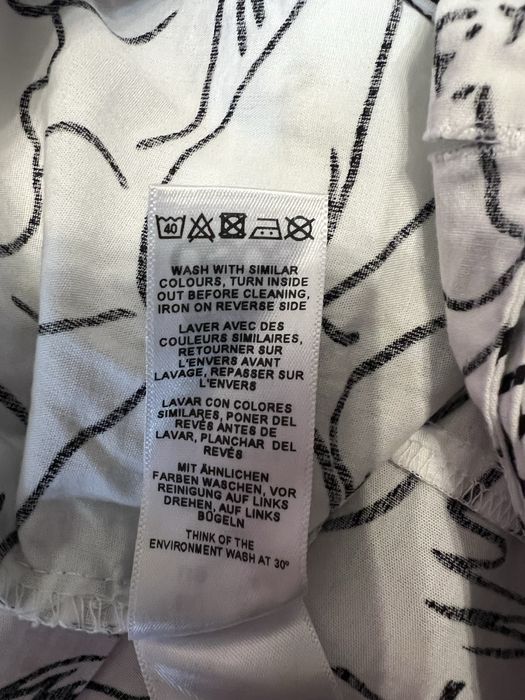 40
WASH WITH SIMILAR
COLOURS, TURN INSIDE
OUT BEFORE CLEANING,
IRON ON REVERSE SIDE
LAVER AVEC DES
COULEURS SIMILAIRES,
RETOURNER SUR
L'ENVERS AVANT
LAVAGE, REPASSER SUR
L'ENVERS
LAVAR CON COLORES
SIMILARES, PONER DEL
REVÉS ANTES DE
LAVAR, PLANCHAR DEL
REVÉS
MIT ÄHNLICHEN
FARBEN WASCHEN, VOR
REINIGUNG AUF LINKS
DREHEN, AUF LINKS
BÜGELN
THINK OF THE
ENVIRONMENT WASH AT 30º